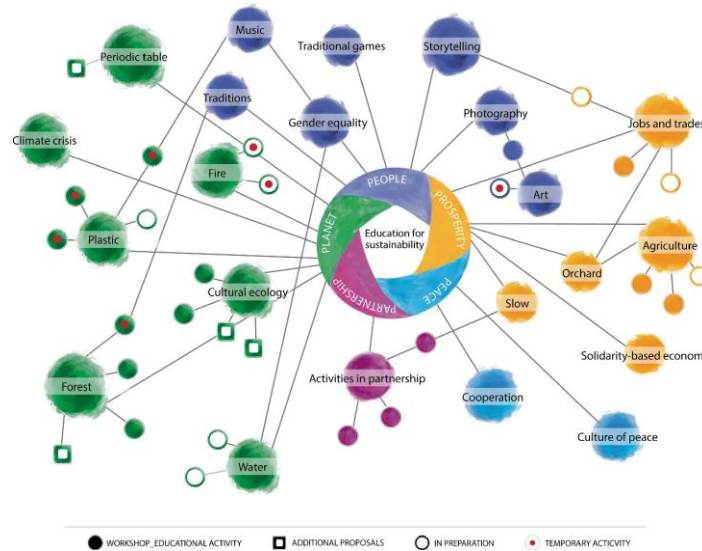 Music
Traditional games
Storytelling
Periodic table
Traditions
Gender equality
Photography
Jobs and trades
Climate crisis
Fire
Art
PEOPLE
PROSPERITY
PEACE
PARTNERSHIP
PLANET
Education for
sustainability
Plastic
Agriculture
Orchard
Cultural ecology
Slow
Solidarity-based econom
Forest
Activities in partnership
Cooperation
Culture of peace
Water
WORKSHOP_EDUCATIONAL ACTIVITY
ADDITIONAL PROPOSALS
IN PREPARATION
TEMPORARY ACTICVITY